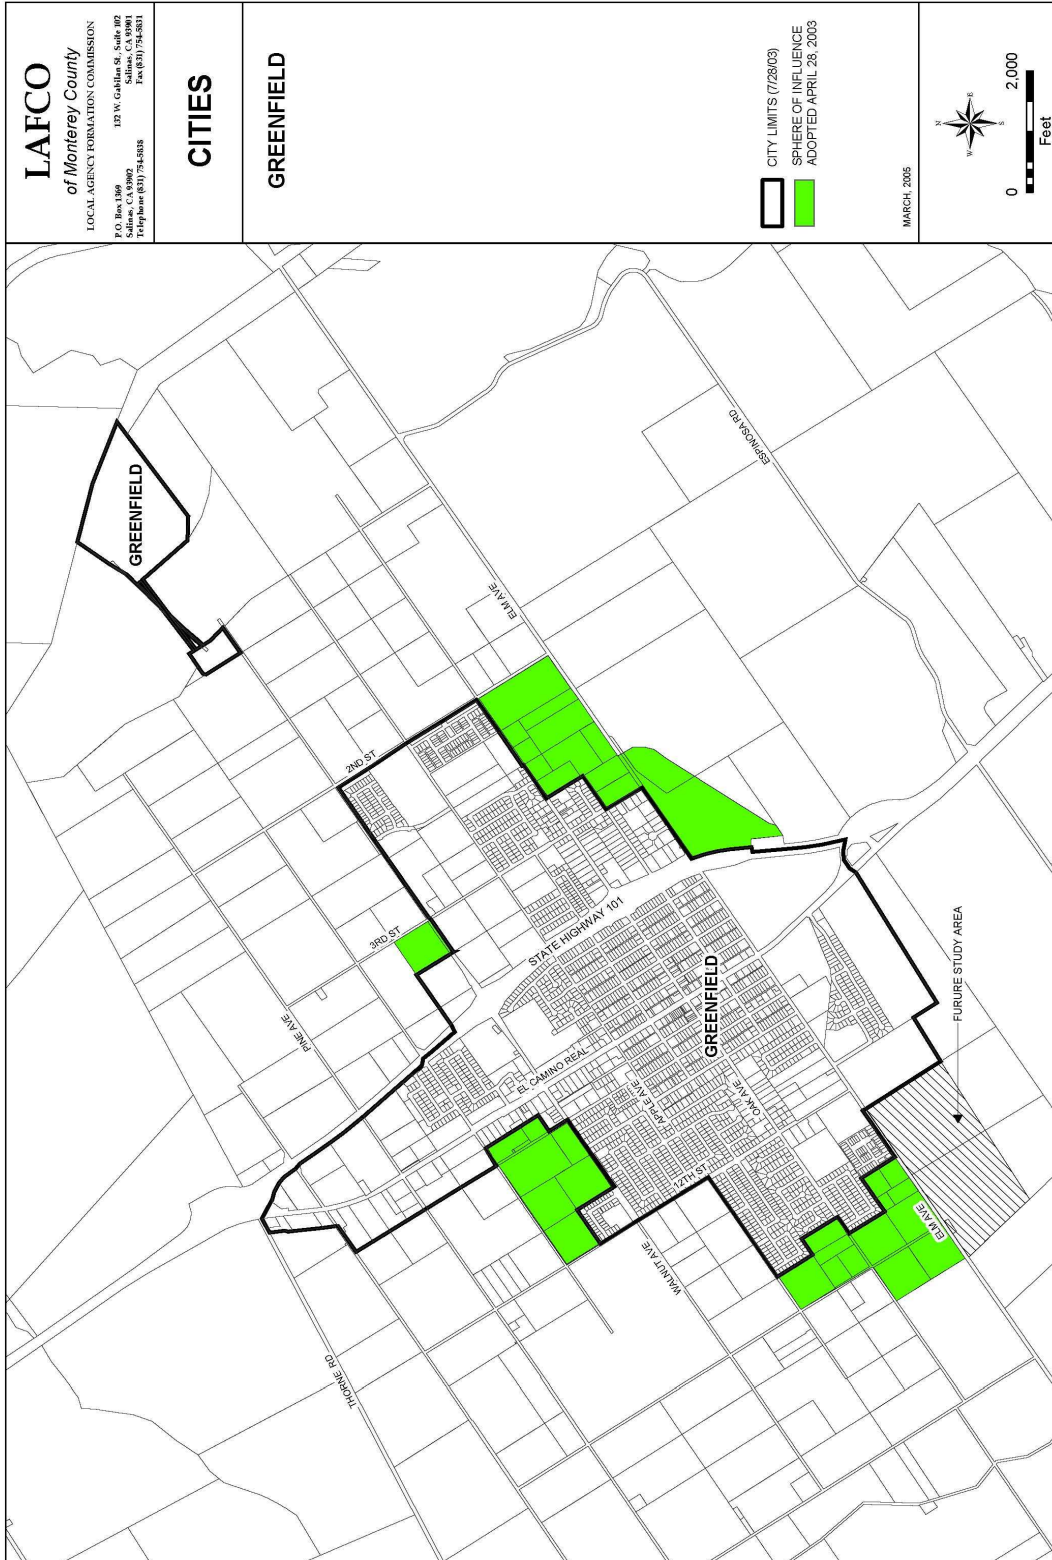 LAFCO
of Monterey County
LOCAL AGENCY FORMATION COMMISSION
P.O. Box 1369
Salinas, CA 93902
Telephone (831) 754-5838
132 W. Gabilan St., Suite 102
Salinas, CA 93901
Fax (831) 754-5831
CITIES
GREENFIELD
CITY LIMITS (7/28/03)
SPHERE OF INFLUENCE
ADOPTED APRIL 28, 2003
MARCH, 2005
N
W
E
S
0
2,000
Feet
GREENFIELD
ELM AVE
ESPINOSA RD
2ND ST
3RD ST
PINE AVE
STATE HIGHWAY 101
EL CAMINO REAL
GREENFIELD
APPLE AVE
OAK AVE
12TH ST
WALNUT AVE
THORNE RD
ELM AVE
FURURE STUDY AREA